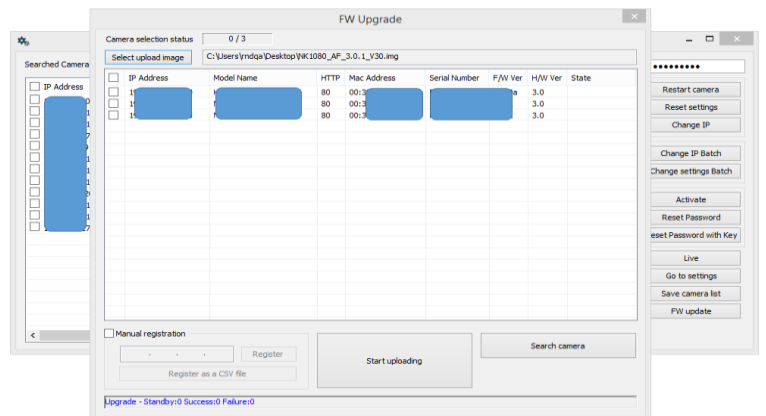 FW Upgrade
Camera selection status 0 / 3
Select upload image C:\Users\rndqa\Desktop\NK1080_AF_3.0.1_V30.img
IP Address Model Name HTTP Mac Address Serial Number F/W Ver H/W Ver State
80 00:3 3.0
80 00:3 3.0
80 00:3 3.0
Manual registration
. . . Register
Register as a CSV file
Start uploading
Search camera
Upgrade - Standby:0 Success:0 Failure:0
Searched Camera
IP Address
Restart camera
Reset settings
Change IP
Change IP Batch
Change settings Batch
Activate
Reset Password
Reset Password with Key
Live
Go to settings
Save camera list
FW update